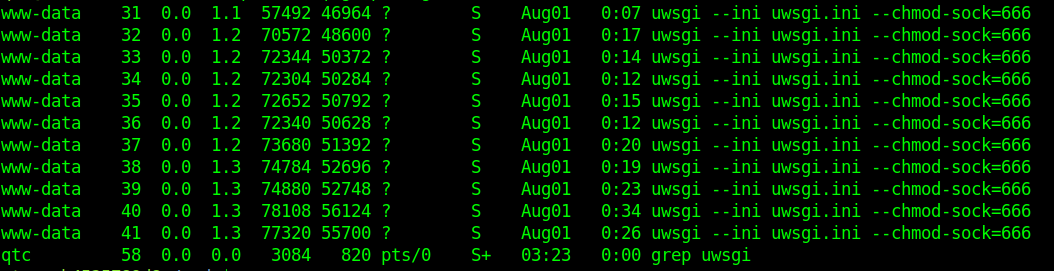 www-data 31 0.0 1.1 57492 46964 ? S Aug01 0:07 uwsgi --ini uwsgi.ini --chmod-sock=666
www-data 32 0.0 1.2 70572 48600 ? S Aug01 0:17 uwsgi --ini uwsgi.ini --chmod-sock=666
www-data 33 0.0 1.2 72344 50372 ? S Aug01 0:14 uwsgi --ini uwsgi.ini --chmod-sock=666
www-data 34 0.0 1.2 72304 50284 ? S Aug01 0:12 uwsgi --ini uwsgi.ini --chmod-sock=666
www-data 35 0.0 1.2 72652 50792 ? S Aug01 0:15 uwsgi --ini uwsgi.ini --chmod-sock=666
www-data 36 0.0 1.2 72340 50628 ? S Aug01 0:12 uwsgi --ini uwsgi.ini --chmod-sock=666
www-data 37 0.0 1.2 73680 51392 ? S Aug01 0:20 uwsgi --ini uwsgi.ini --chmod-sock=666
www-data 38 0.0 1.3 74784 52696 ? S Aug01 0:19 uwsgi --ini uwsgi.ini --chmod-sock=666
www-data 39 0.0 1.3 74880 52748 ? S Aug01 0:23 uwsgi --ini uwsgi.ini --chmod-sock=666
www-data 40 0.0 1.3 78108 56124 ? S Aug01 0:34 uwsgi --ini uwsgi.ini --chmod-sock=666
www-data 41 0.0 1.3 77320 55700 ? S Aug01 0:26 uwsgi --ini uwsgi.ini --chmod-sock=666
qtc 58 0.0 0.0 3084 820 pts/0 S+ 03:23 0:00 grep uwsgi